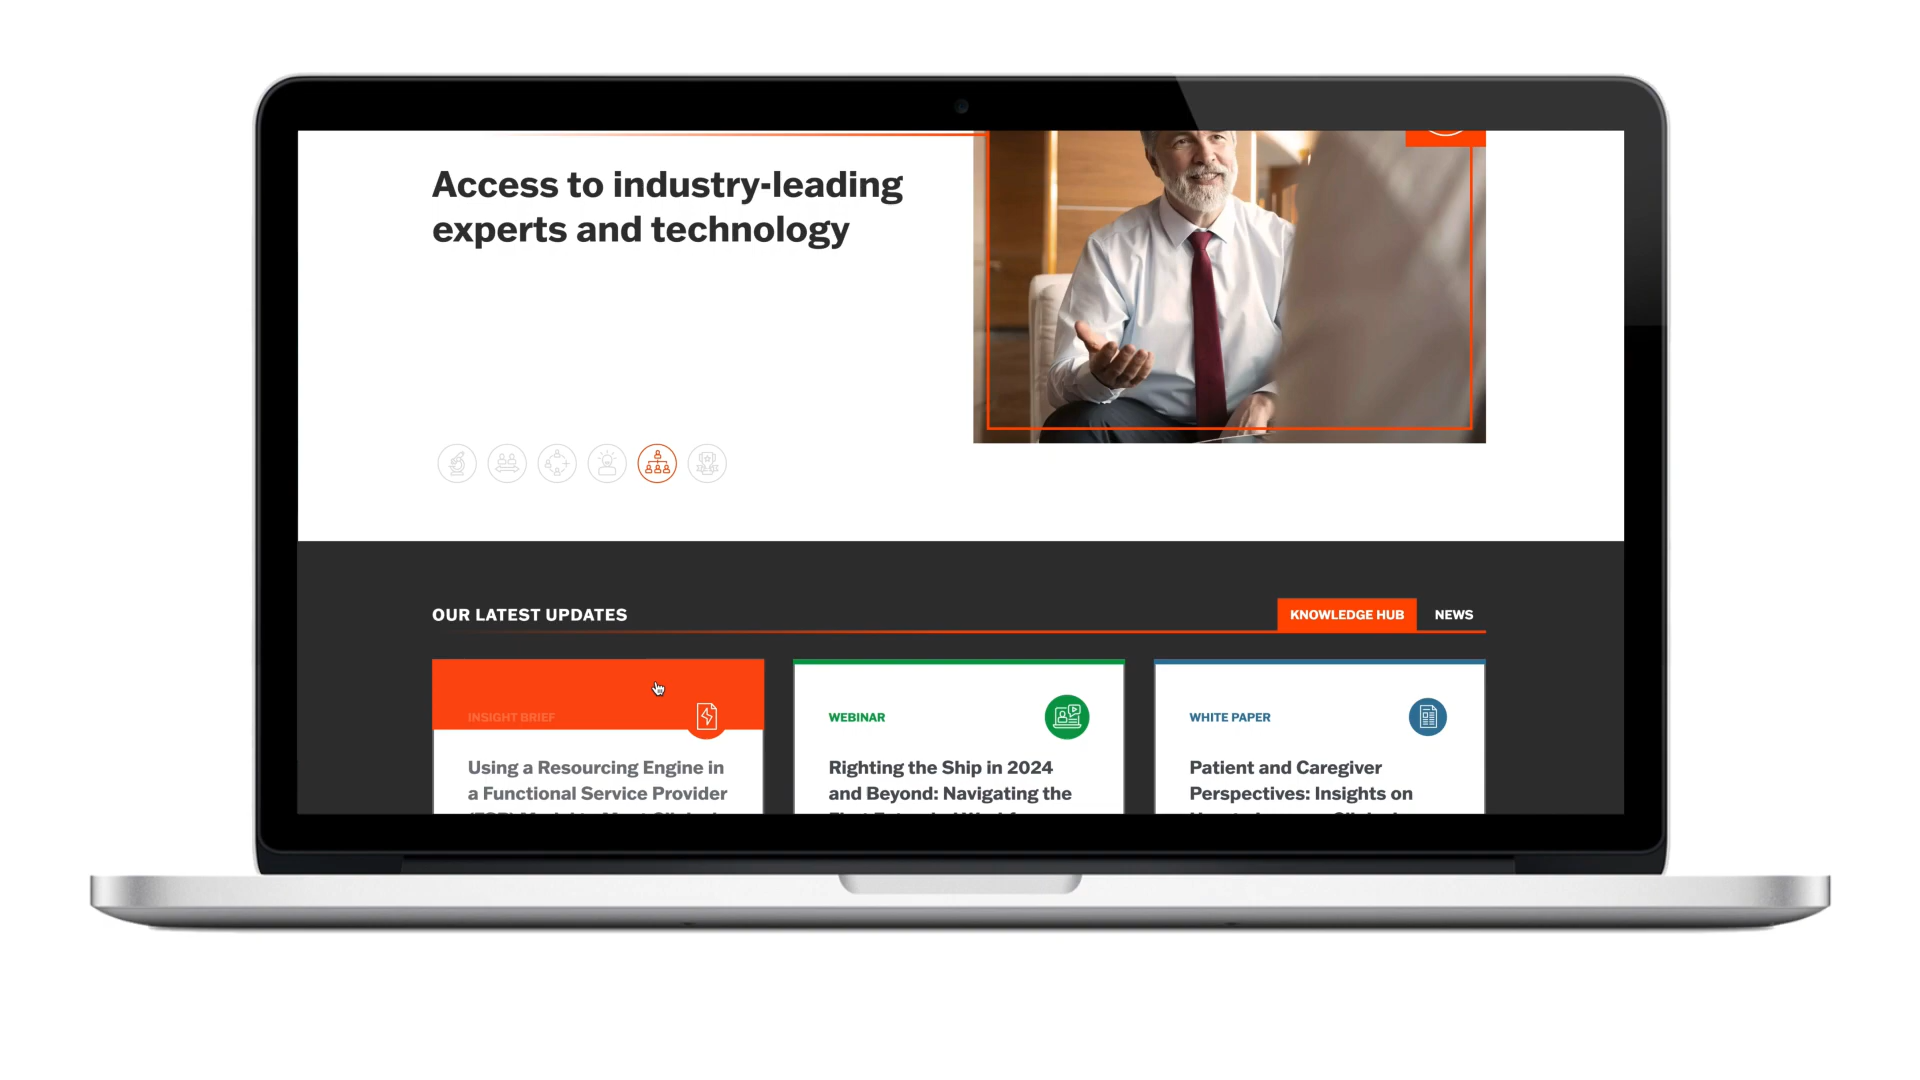 Access to industry-leading
experts and technology
OUR LATEST UPDATES
KNOWLEDGE HUB
NEWS
INSIGHT BRIEF
Using a Resourcing Engine in
a Functional Service Provider
WEBINAR
Righting the Ship in 2024
and Beyond: Navigating the
WHITE PAPER
Patient and Caregiver
Perspectives: Insights on